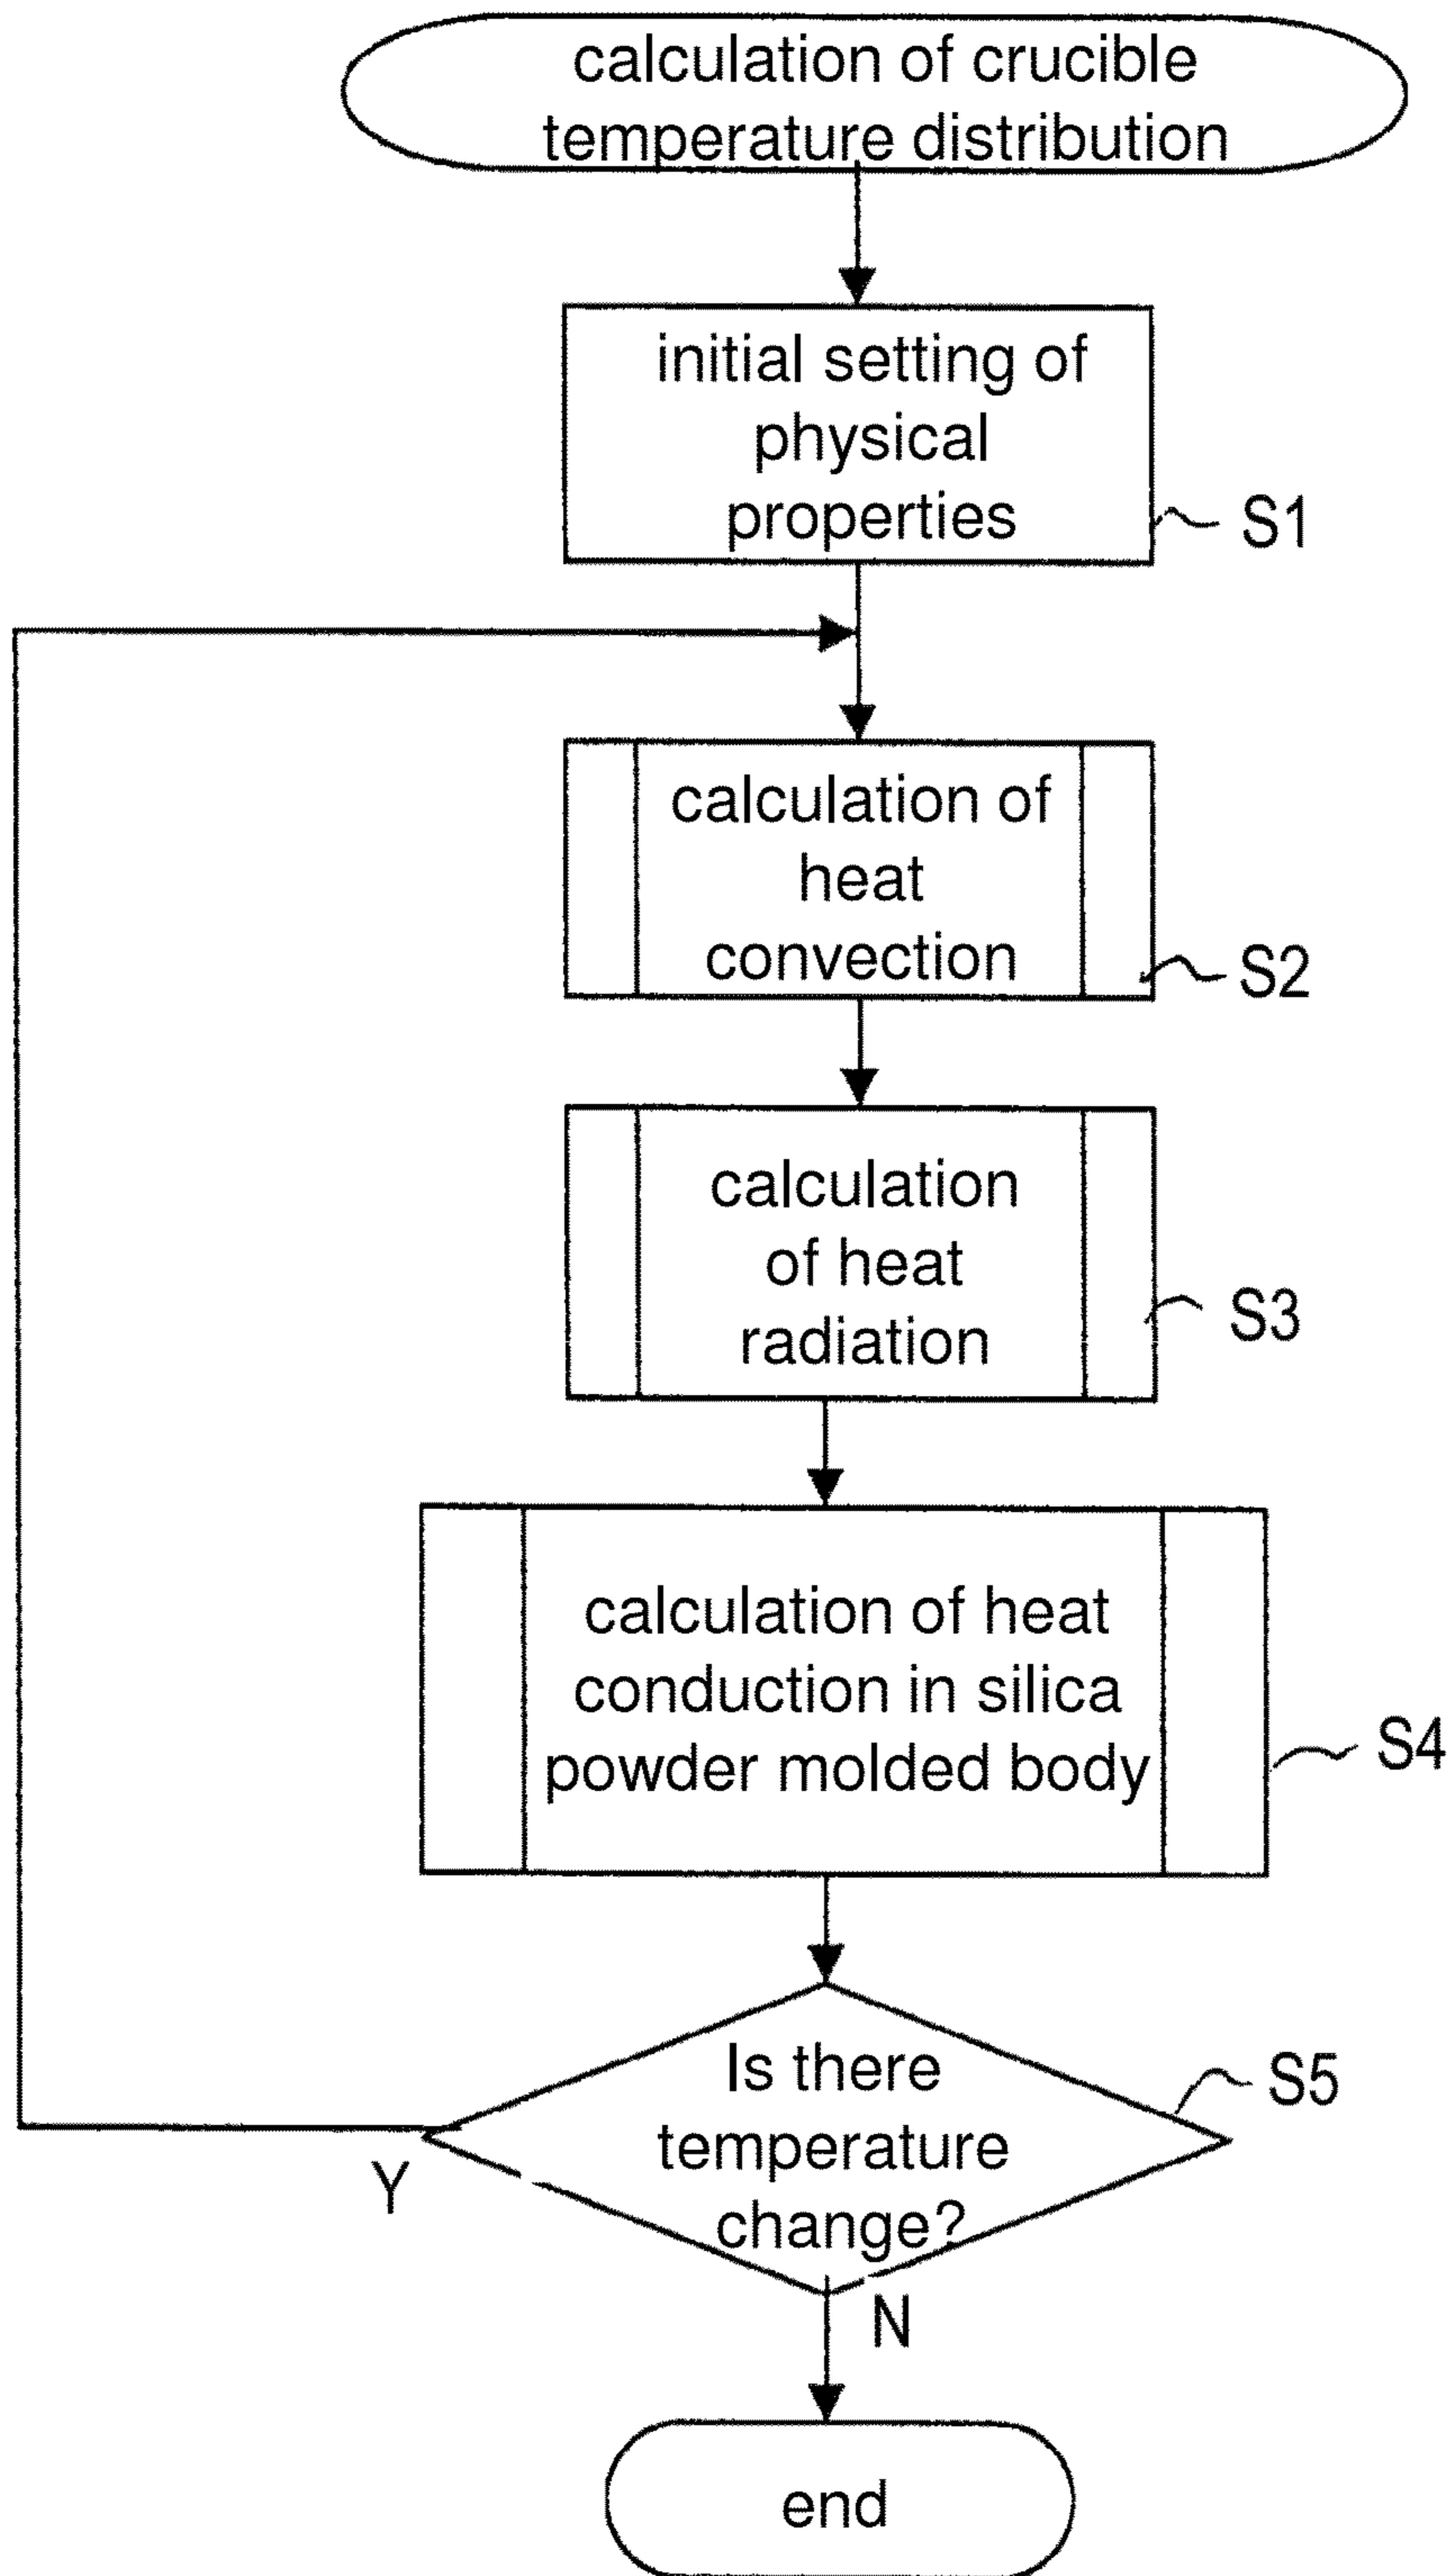 calculation of crucible
temperature distribution
initial setting of
physical
properties
S1
calculation of
heat
convection
S2
calculation
of heat
radiation
S3
calculation of heat
conduction in silica
powder molded body
S4
Is there
temperature
change?
S5
Y
N
end